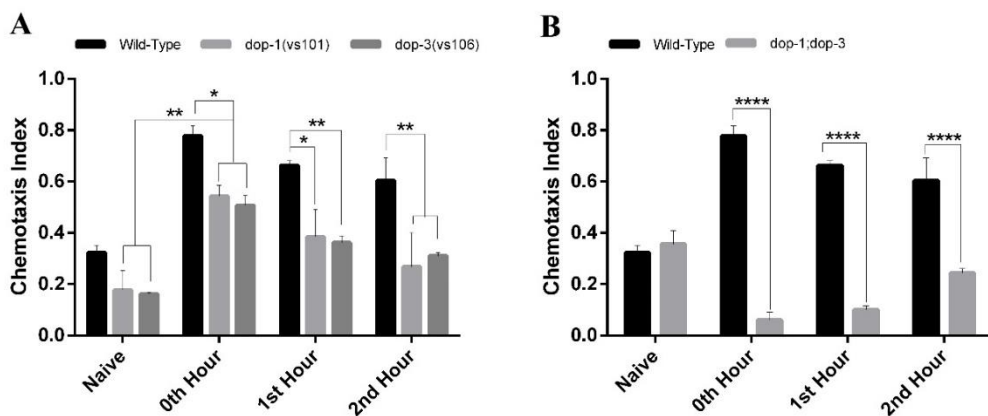 A
Wild-Type dop-1(vs101) dop-3(vs106)
Chemotaxis Index
1.0
0.8
0.6
0.4
0.2
0.0
**
*
*
**
**
Naive
0th Hour
1st Hour
2nd Hour
B
Wild-Type dop-1;dop-3
Chemotaxis Index
1.0
0.8
0.6
0.4
0.2
0.0
****
****
****
Naive
0th Hour
1st Hour
2nd Hour